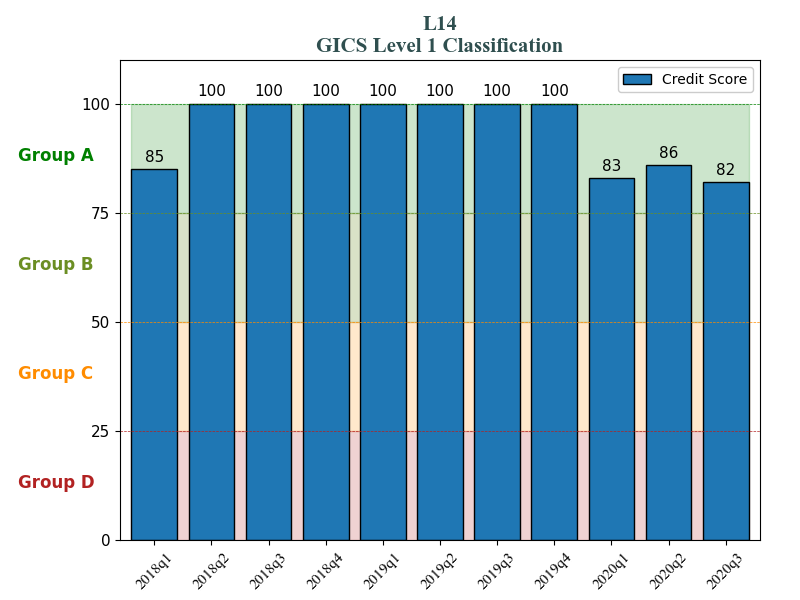 L14
GICS Level 1 Classification
Credit Score
100
75
50
25
0
Group A
Group B
Group C
Group D
85
100
100
100
100
100
100
100
83
86
82
2018q1
2018q2
2018q3
2018q4
2019q1
2019q2
2019q3
2019q4
2020q1
2020q2
2020q3